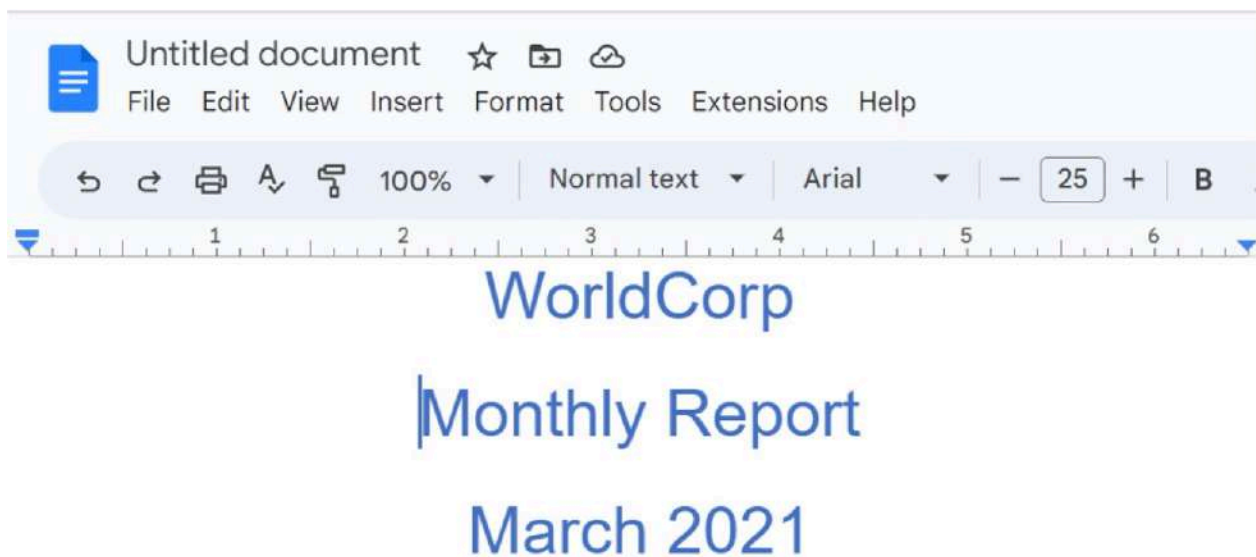 Untitled document
File Edit View Insert Format Tools Extensions Help
100% Normal text Arial − 25 + B
1 2 3 4 5 6
WorldCorp
Monthly Report
March 2021